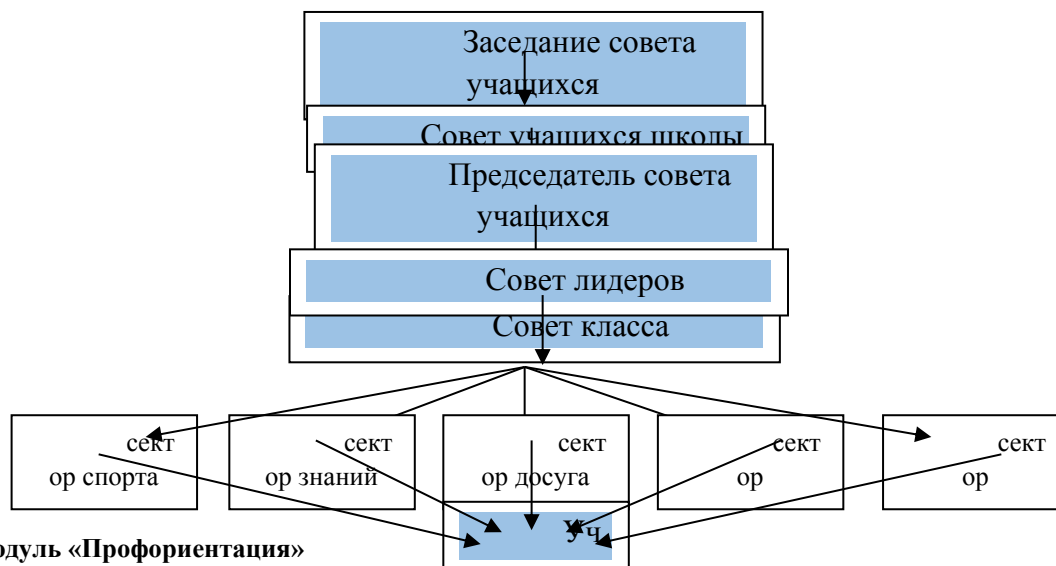 Заседание совета
учащихся
Совет учащихся школы
Председатель совета
учащихся
Совет лидеров
Совет класса
сект
ор спорта
сект
ор знаний
сект
ор досуга
сект
ор
сект
ор
Уч
одуль «Профориентация»